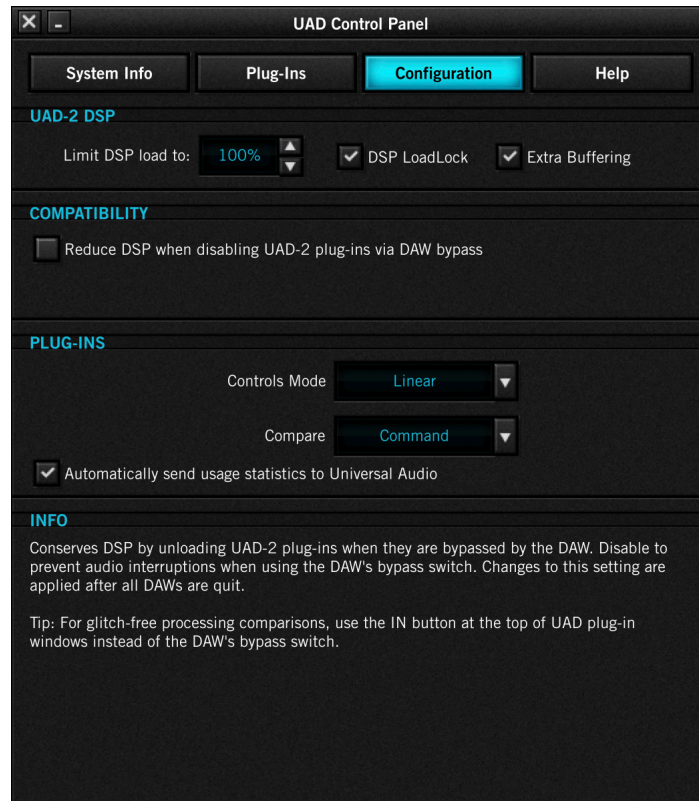 UAD Control Panel
System Info
Plug-Ins
Configuration
Help
UAD-2 DSP
Limit DSP load to:
100%
DSP LoadLock
Extra Buffering
COMPATIBILITY
Reduce DSP when disabling UAD-2 plug-ins via DAW bypass
PLUG-INS
Controls Mode
Linear
Compare
Command
Automatically send usage statistics to Universal Audio
INFO
Conserves DSP by unloading UAD-2 plug-ins when they are bypassed by the DAW. Disable to
prevent audio interruptions when using the DAW's bypass switch. Changes to this setting are
applied after all DAWs are quit.
Tip: For glitch-free processing comparisons, use the IN button at the top of UAD plug-in
windows instead of the DAW's bypass switch.